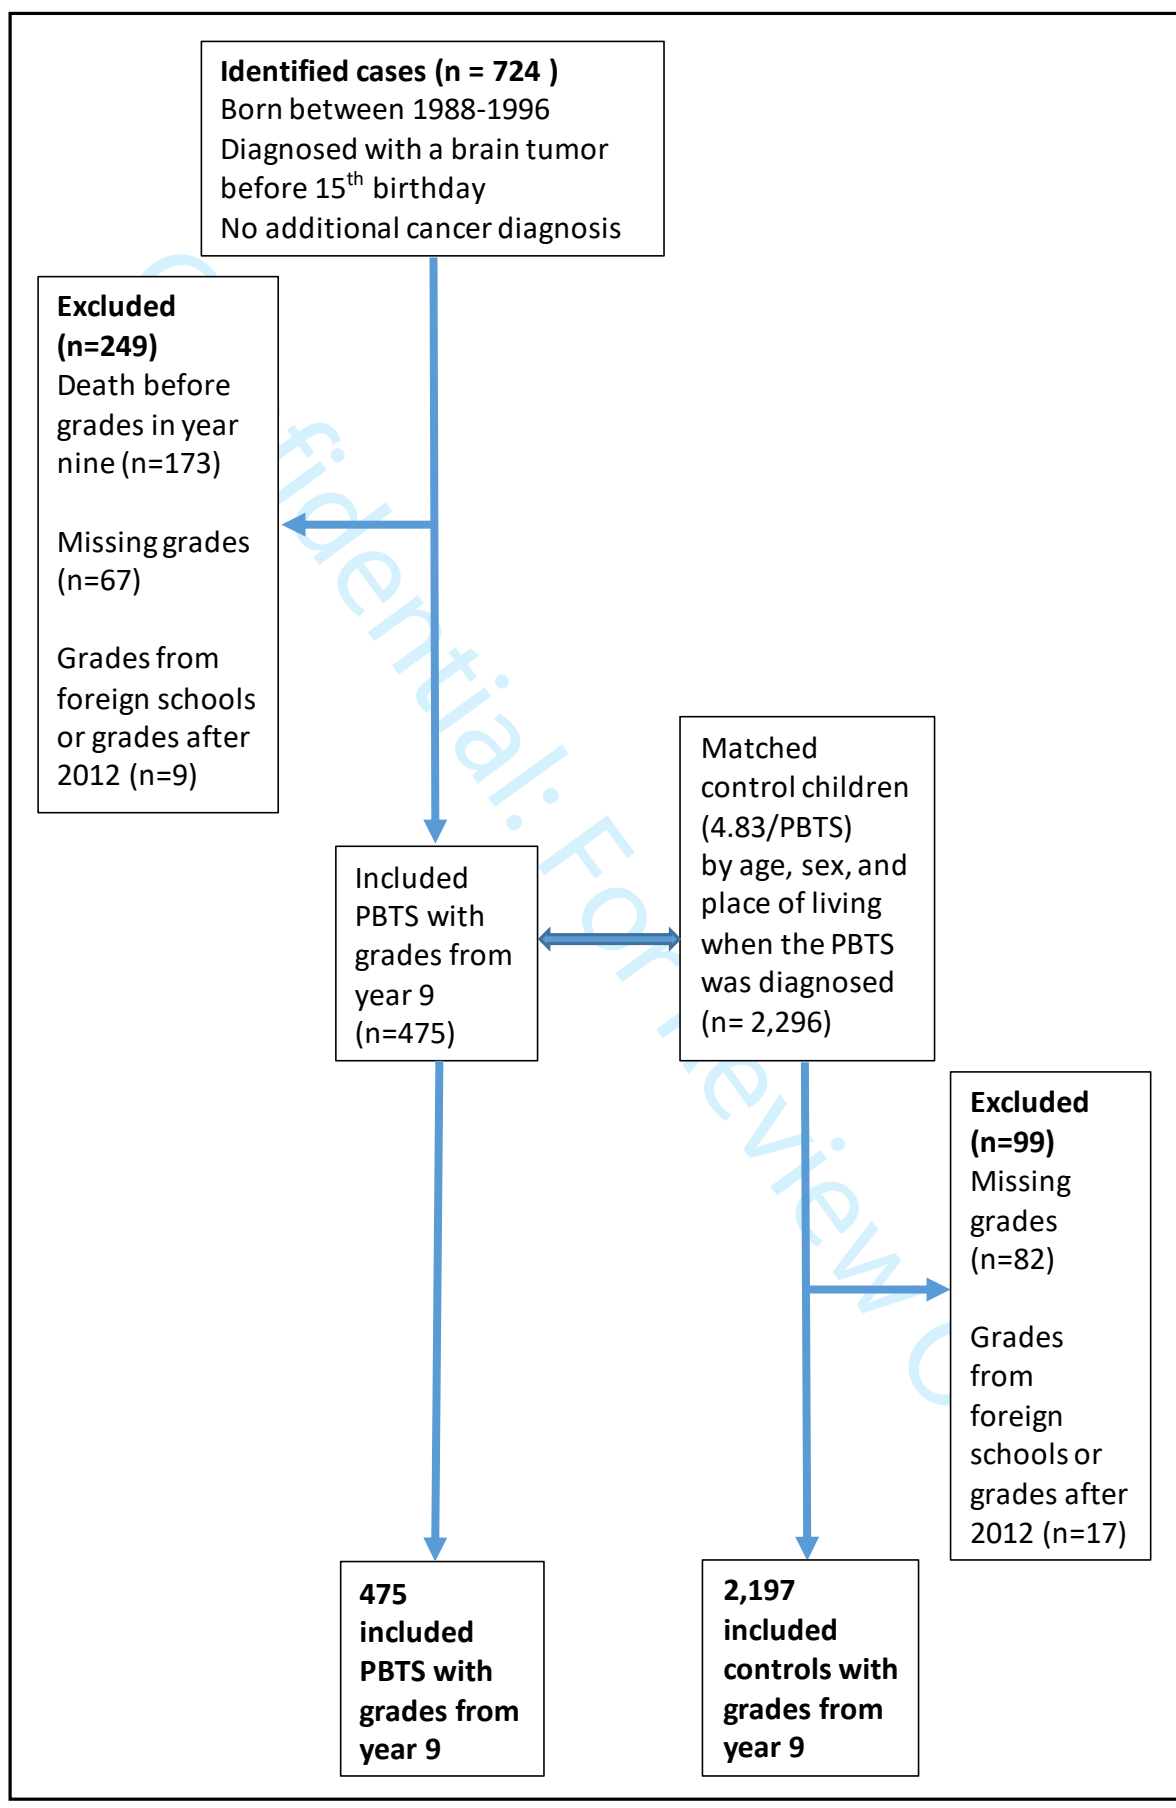 Identified cases (n = 724 )
Born between 1988-1996
Diagnosed with a brain tumor
before 15th birthday
No additional cancer diagnosis
Excluded
(n=249)
Death before
grades in year
nine (n=173)
Missing grades
(n=67)
Grades from
foreign schools
or grades after
2012 (n=9)
Included
PBTS with
grades from
year 9
(n=475)
Matched
control children
(4.83/PBTS)
by age, sex, and
place of living
when the PBTS
was diagnosed
(n= 2,296)
Excluded
(n=99)
Missing
grades
(n=82)
Grades
from
foreign
schools or
grades after
2012 (n=17)
475
included
PBTS with
grades from
year 9
2,197
included
controls with
grades from
year 9